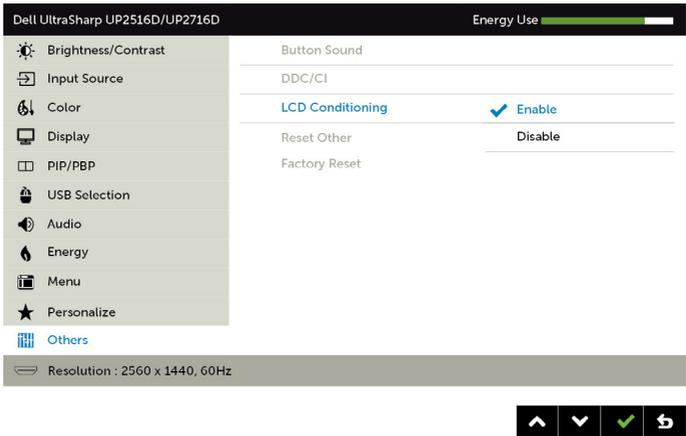 Dell UltraSharp UP2516D/UP2716D
Energy Use
Brightness/Contrast
Input Source
Color
Display
PIP/PBP
USB Selection
Audio
Energy
Menu
Personalize
Others
Button Sound
DDC/CI
LCD Conditioning
Reset Other
Factory Reset
Enable
Disable
Resolution : 2560 x 1440, 60Hz